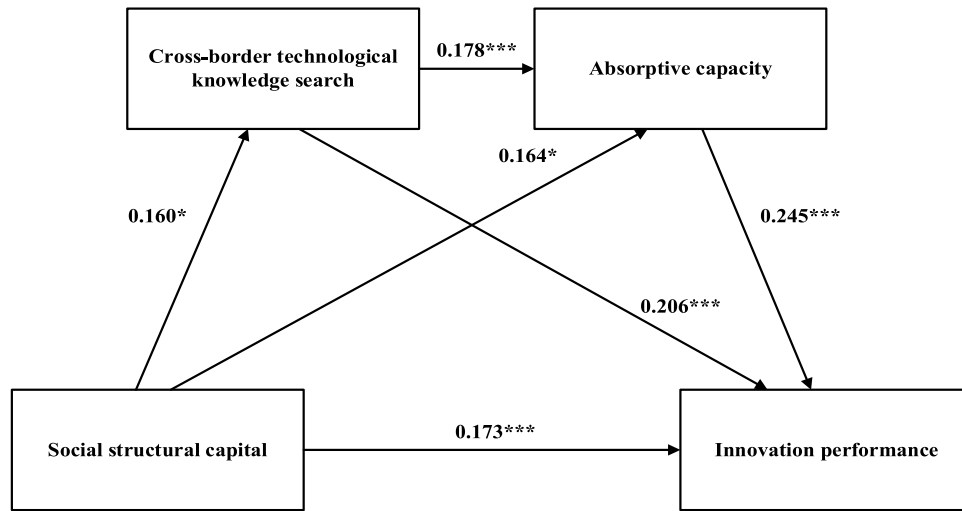 Cross-border technological
knowledge search
0.178***
Absorptive capacity
0.164*
0.160*
0.245***
0.206***
Social structural capital
0.173***
Innovation performance